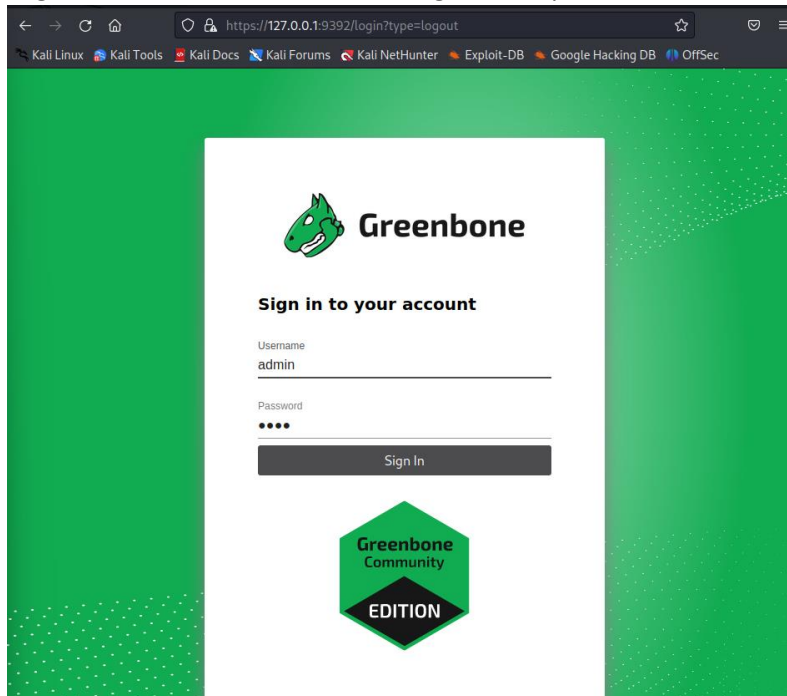 https://127.0.0.1:9392/login?type=logout
Kali Linux Kali Tools Kali Docs Kali Forums Kali NetHunter Exploit-DB Google Hacking DB OffSec
Greenbone
Sign in to your account
Username
admin
Password
••••
Sign In
Greenbone
Community
EDITION